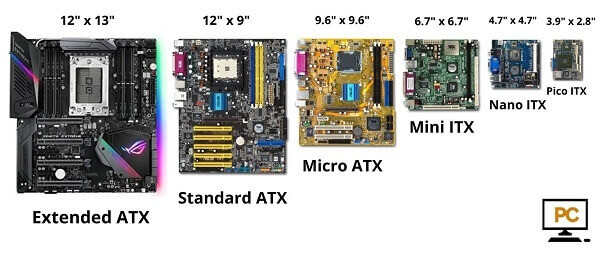 12" x 13"
12" x 9"
9.6" x 9.6"
6.7" x 6.7"
4.7" x 4.7"
3.9" x 2.8"
Extended ATX
Standard ATX
Micro ATX
Mini ITX
Nano ITX
Pico ITX
PC